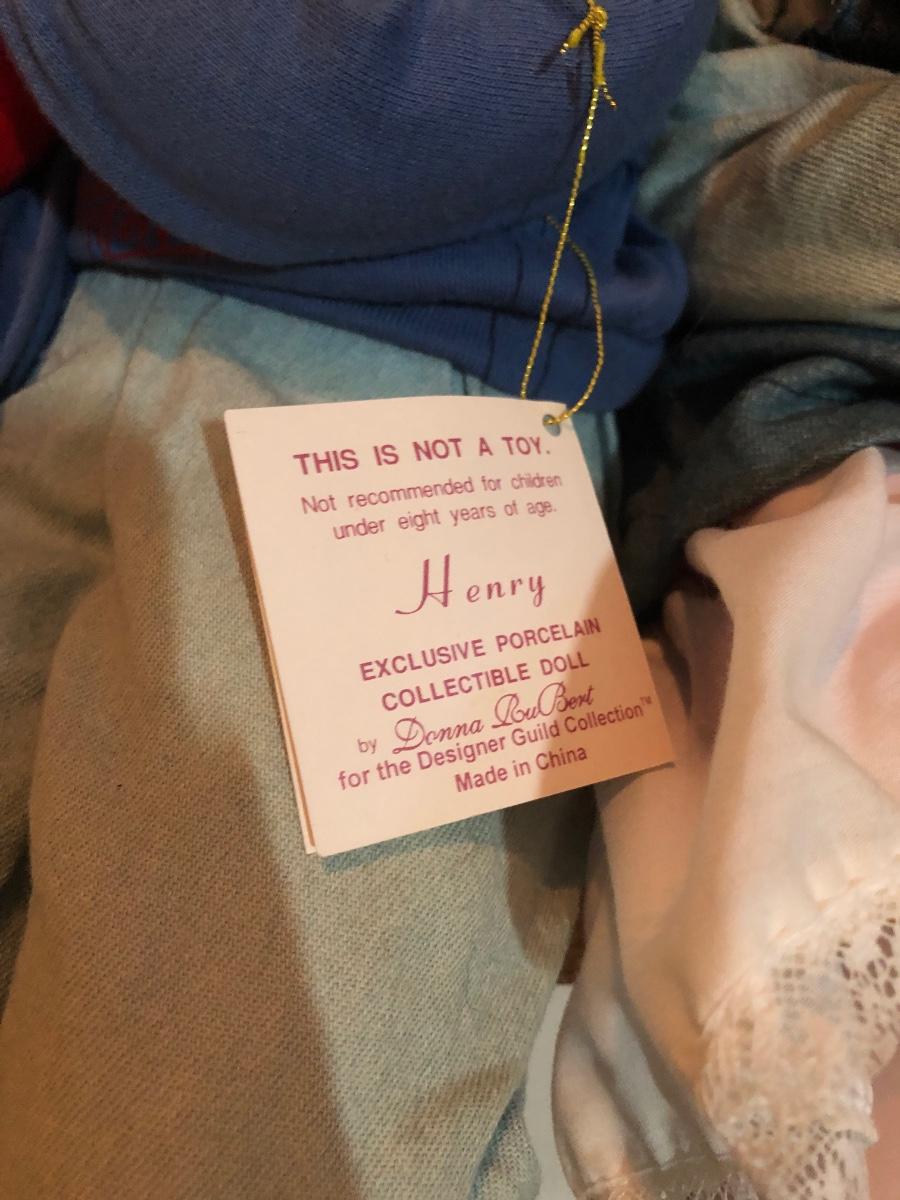 THIS IS NOT A TOY.
Not recommended for children
under eight years of age.
Henry
EXCLUSIVE PORCELAIN
COLLECTIBLE DOLL
by Donna RuBert
for the Designer Guild Collection™
Made in China